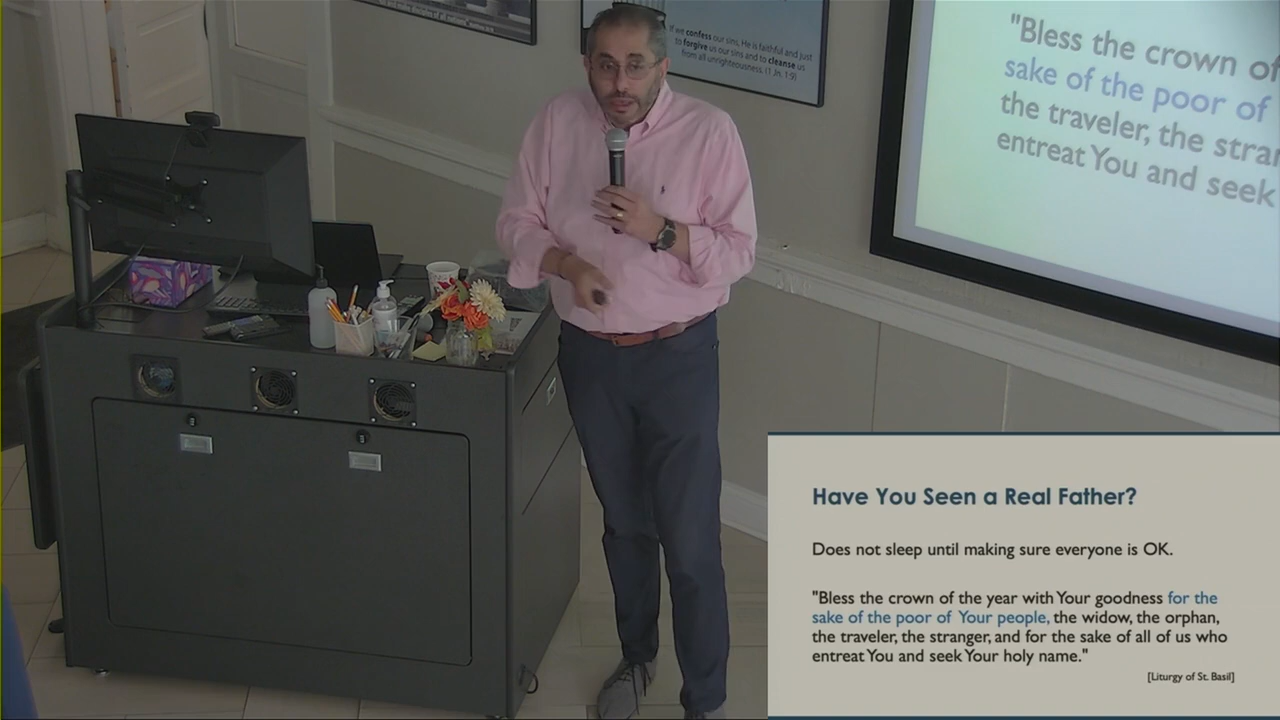 If we confess our sins, He is faithful and just
to forgive us our sins and to cleanse us
from all unrighteousness. (1 Jn. 1:9)
"Bless the crown of
sake of the poor of
the traveler, the stran
entreat You and seek
Have You Seen a Real Father?
Does not sleep until making sure everyone is OK.
"Bless the crown of the year with Your goodness for the
sake of the poor of Your people, the widow, the orphan,
the traveler, the stranger, and for the sake of all of us who
entreat You and seek Your holy name."
[Liturgy of St. Basil]